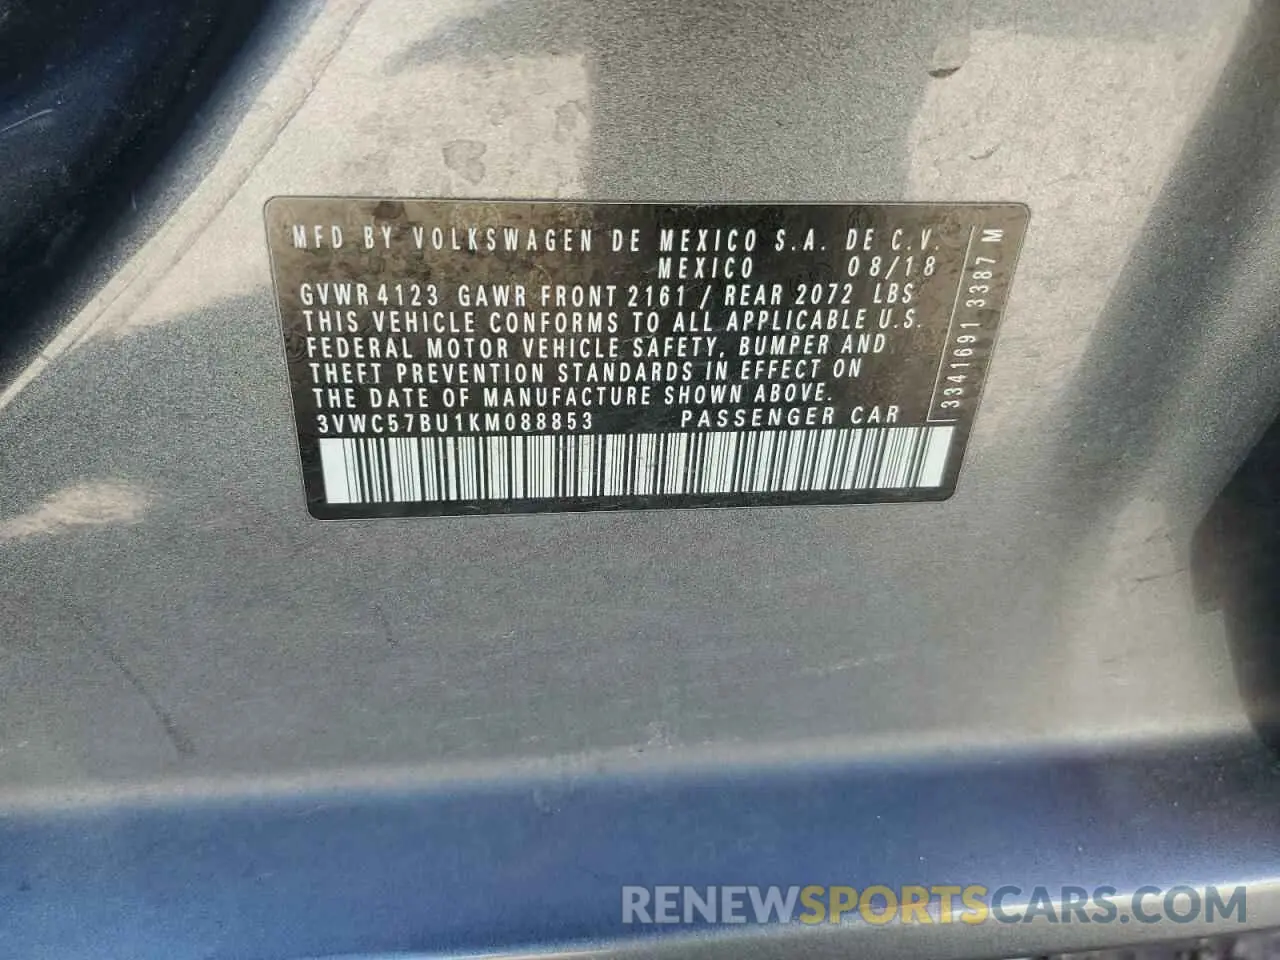 MFD BY VOLKSWAGEN DE MEXICO S.A. DE C.V.
MEXICO 08/18
GVWR 4123 GAWR FRONT 2161 / REAR 2072 LBS
THIS VEHICLE CONFORMS TO ALL APPLICABLE U.S.
FEDERAL MOTOR VEHICLE SAFETY, BUMPER AND
THEFT PREVENTION STANDARDS IN EFFECT ON
THE DATE OF MANUFACTURE SHOWN ABOVE.
3VWC57BU1KM088853 PASSENGER CAR
3341691 3387 M
RENEWSPORTSCARS.COM